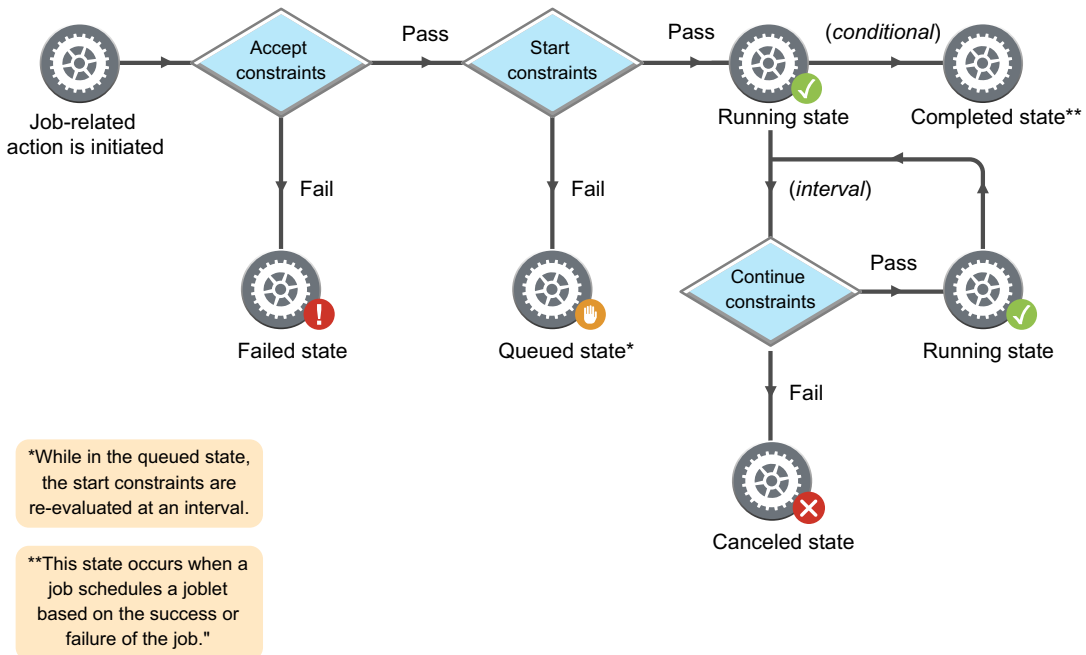 Accept
constraints
Pass
Start
constraints
Pass
(conditional)
Job-related
action is initiated
Running state
Completed state**
Fail
Fail
(interval)
Continue
constraints
Pass
Failed state
Queued state*
Running state
Fail
Canceled state
*While in the queued state,
the start constraints are
re-evaluated at an interval.
**This state occurs when a
job schedules a joblet
based on the success or
failure of the job."